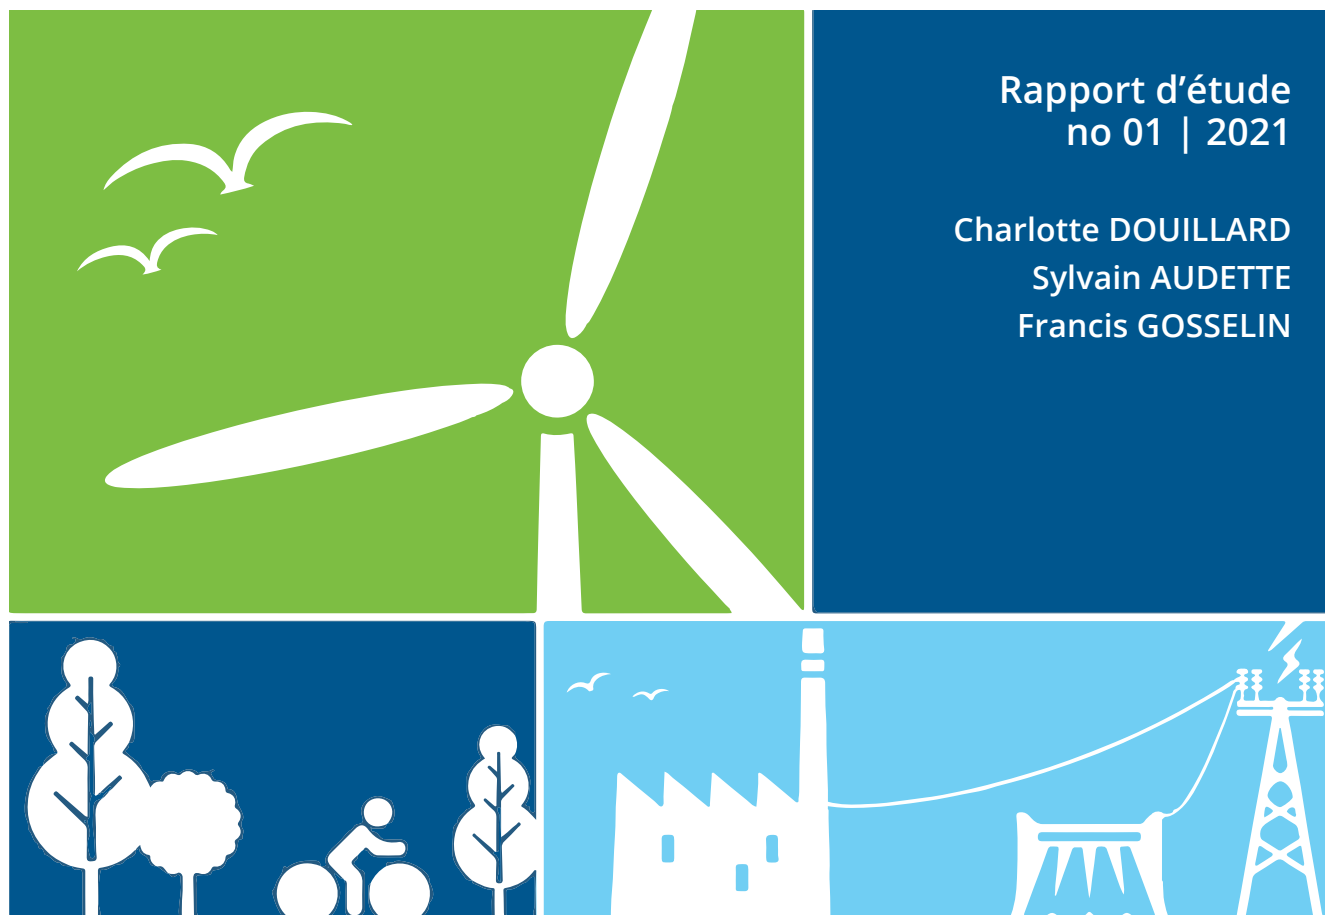 Rapport d’étude
no 01 | 2021
Charlotte DOUILLARD
Sylvain AUDETTE
Francis GOSSELIN